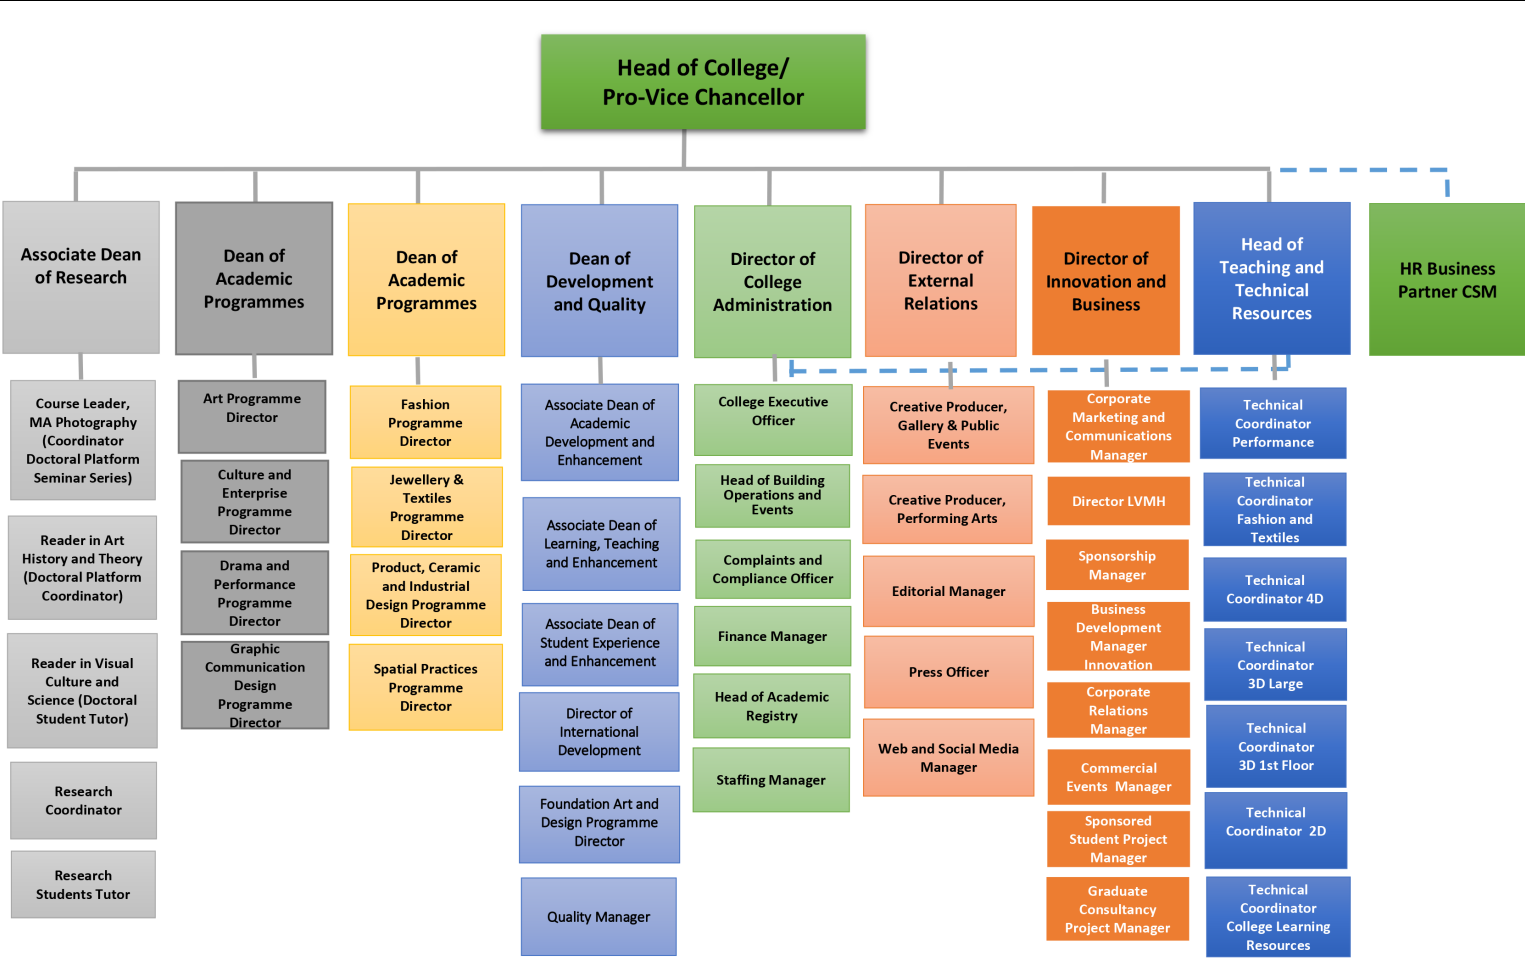 Head of College/
Pro-Vice Chancellor
Associate Dean
of Research
Dean of
Academic
Programmes
Dean of
Academic
Programmes
Dean of
Development
and Quality
Director of
College
Administration
Director of
External
Relations
Director of
Innovation and
Business
Head of
Teaching and
Technical
Resources
HR Business
Partner CSM
Course Leader,
MA Photography
(Coordinator
Doctoral Platform
Seminar Series)
Reader in Art
History and Theory
(Doctoral Platform
Coordinator)
Reader in Visual
Culture and
Science (Doctoral
Student Tutor)
Research
Coordinator
Research
Students Tutor
Art Programme
Director
Culture and
Enterprise
Programme
Director
Drama and
Performance
Programme
Director
Graphic
Communication
Design
Programme
Director
Fashion
Programme
Director
Jewellery &
Textiles
Programme
Director
Product, Ceramic
and Industrial
Design Programme
Director
Spatial Practices
Programme
Director
Associate Dean of
Academic
Development and
Enhancement
Associate Dean of
Learning, Teaching
and Enhancement
Associate Dean of
Student Experience
and Enhancement
Director of
International
Development
Foundation Art and
Design Programme
Director
Quality Manager
College Executive
Officer
Head of Building
Operations and
Events
Complaints and
Compliance Officer
Finance Manager
Head of Academic
Registry
Staffing Manager
Creative Producer,
Gallery & Public
Events
Creative Producer,
Performing Arts
Editorial Manager
Press Officer
Web and Social Media
Manager
Corporate
Marketing and
Communications
Manager
Director LVMH
Sponsorship
Manager
Business
Development
Manager
Innovation
Corporate
Relations
Manager
Commercial
Events Manager
Sponsored
Student Project
Manager
Graduate
Consultancy
Project Manager
Technical
Coordinator
Performance
Technical
Coordinator
Fashion and
Textiles
Technical
Coordinator 4D
Technical
Coordinator
3D Large
Technical
Coordinator
3D 1st Floor
Technical
Coordinator 2D
Technical
Coordinator
College Learning
Resources